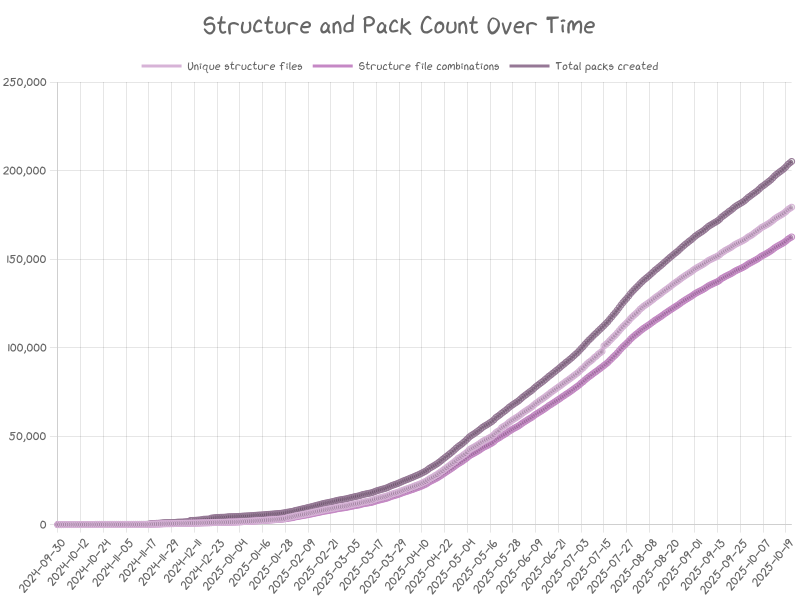 Structure and Pack Count Over Time
Unique structure files Structure file combinations Total packs created
250,000
200,000
150,000
100,000
50,000
0
2024-09-30 2024-10-12 2024-10-24 2024-11-05 2024-11-17 2024-11-29 2024-12-11 2024-12-23 2025-01-04 2025-01-16 2025-01-28 2025-02-09 2025-02-21 2025-03-05 2025-03-17 2025-03-29 2025-04-10 2025-04-22 2025-05-04 2025-05-16 2025-05-28 2025-06-09 2025-06-21 2025-07-03 2025-07-15 2025-07-27 2025-08-08 2025-08-20 2025-09-01 2025-09-13 2025-09-25 2025-10-07 2025-10-19